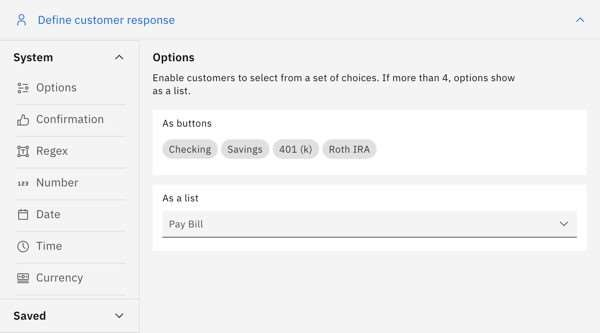 Define customer response
System
Options
Confirmation
Regex
Number
Date
Time
Currency
Saved
Options
Enable customers to select from a set of choices. If more than 4, options show
as a list.
As buttons
Checking Savings 401 (k) Roth IRA
As a list
Pay Bill